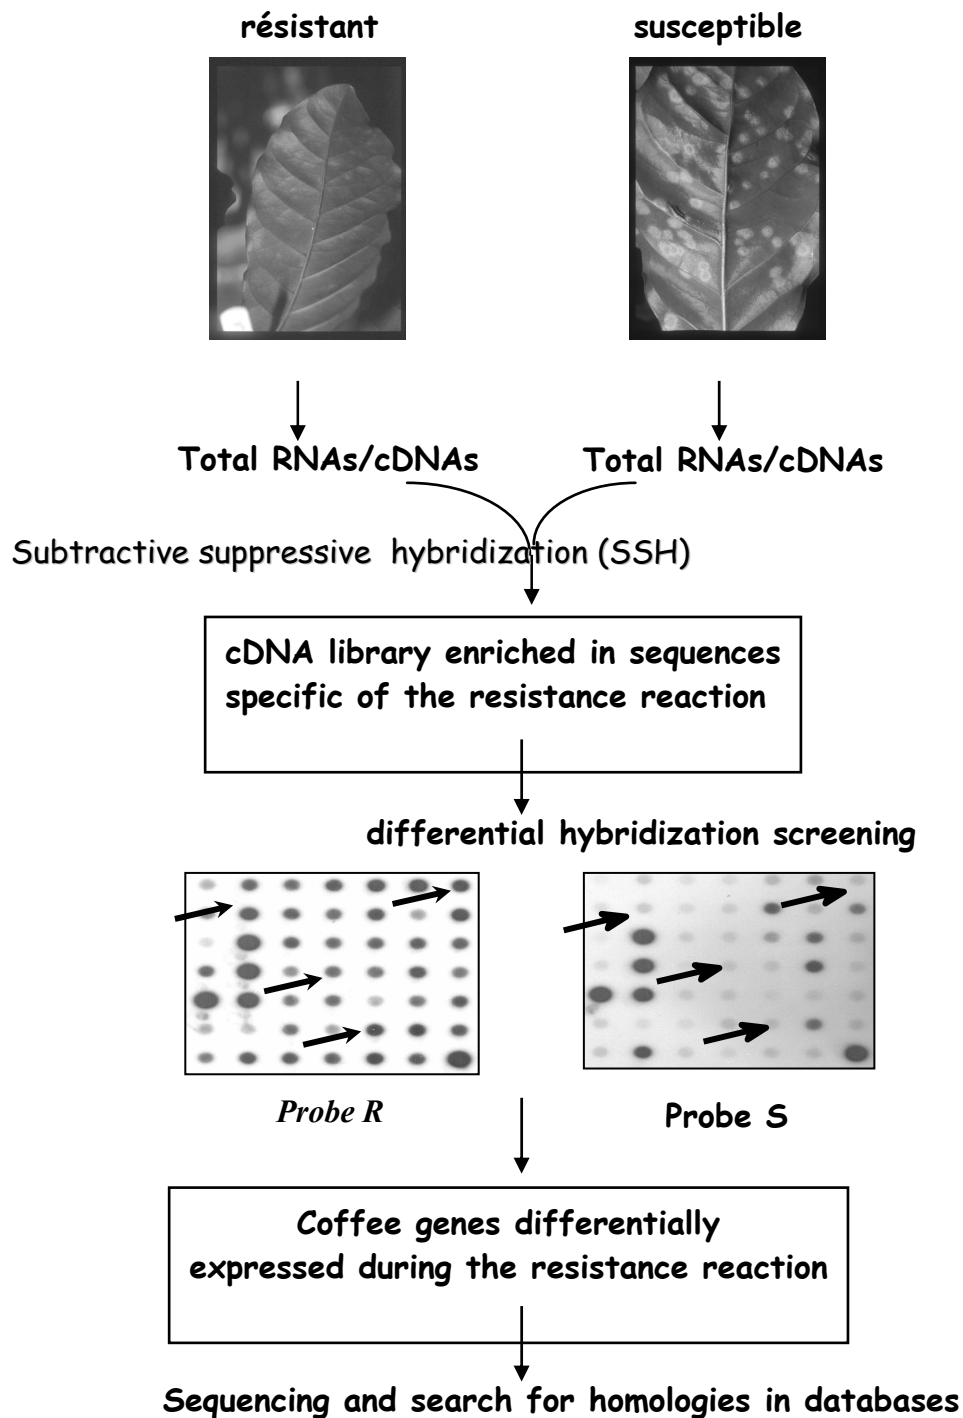 résistant
susceptible
Total RNAs/cDNAs
Total RNAs/cDNAs
Subtractive suppressive hybridization (SSH)
cDNA library enriched in sequences
specific of the resistance reaction
differential hybridization screening
Probe R
Probe S
Coffee genes differentially
expressed during the resistance reaction
Sequencing and search for homologies in databases